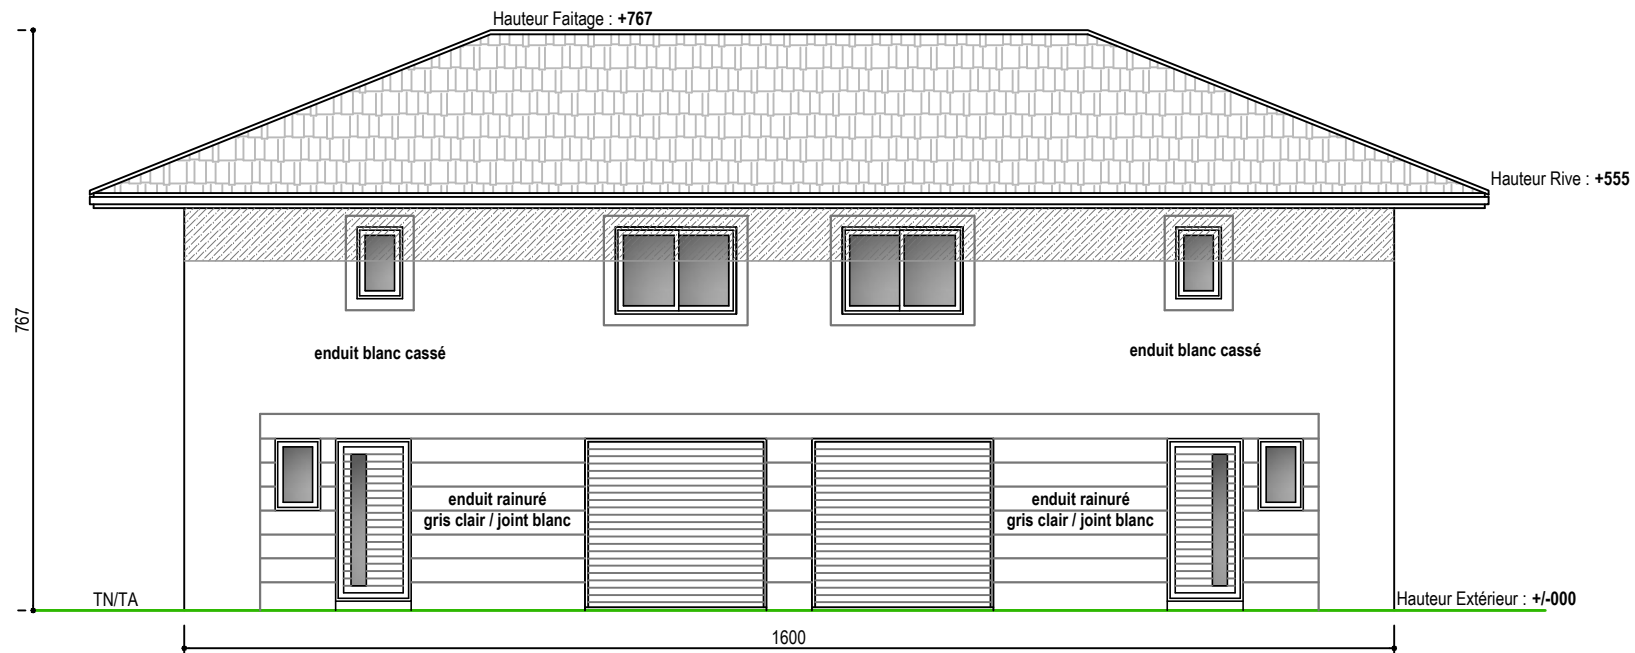 Hauteur Faitage : +767
Hauteur Rive : +555
767
enduit blanc cassé
enduit blanc cassé
enduit rainuré
gris clair / joint blanc
enduit rainuré
gris clair / joint blanc
TN/TA
Hauteur Extérieur : +/-000
1600